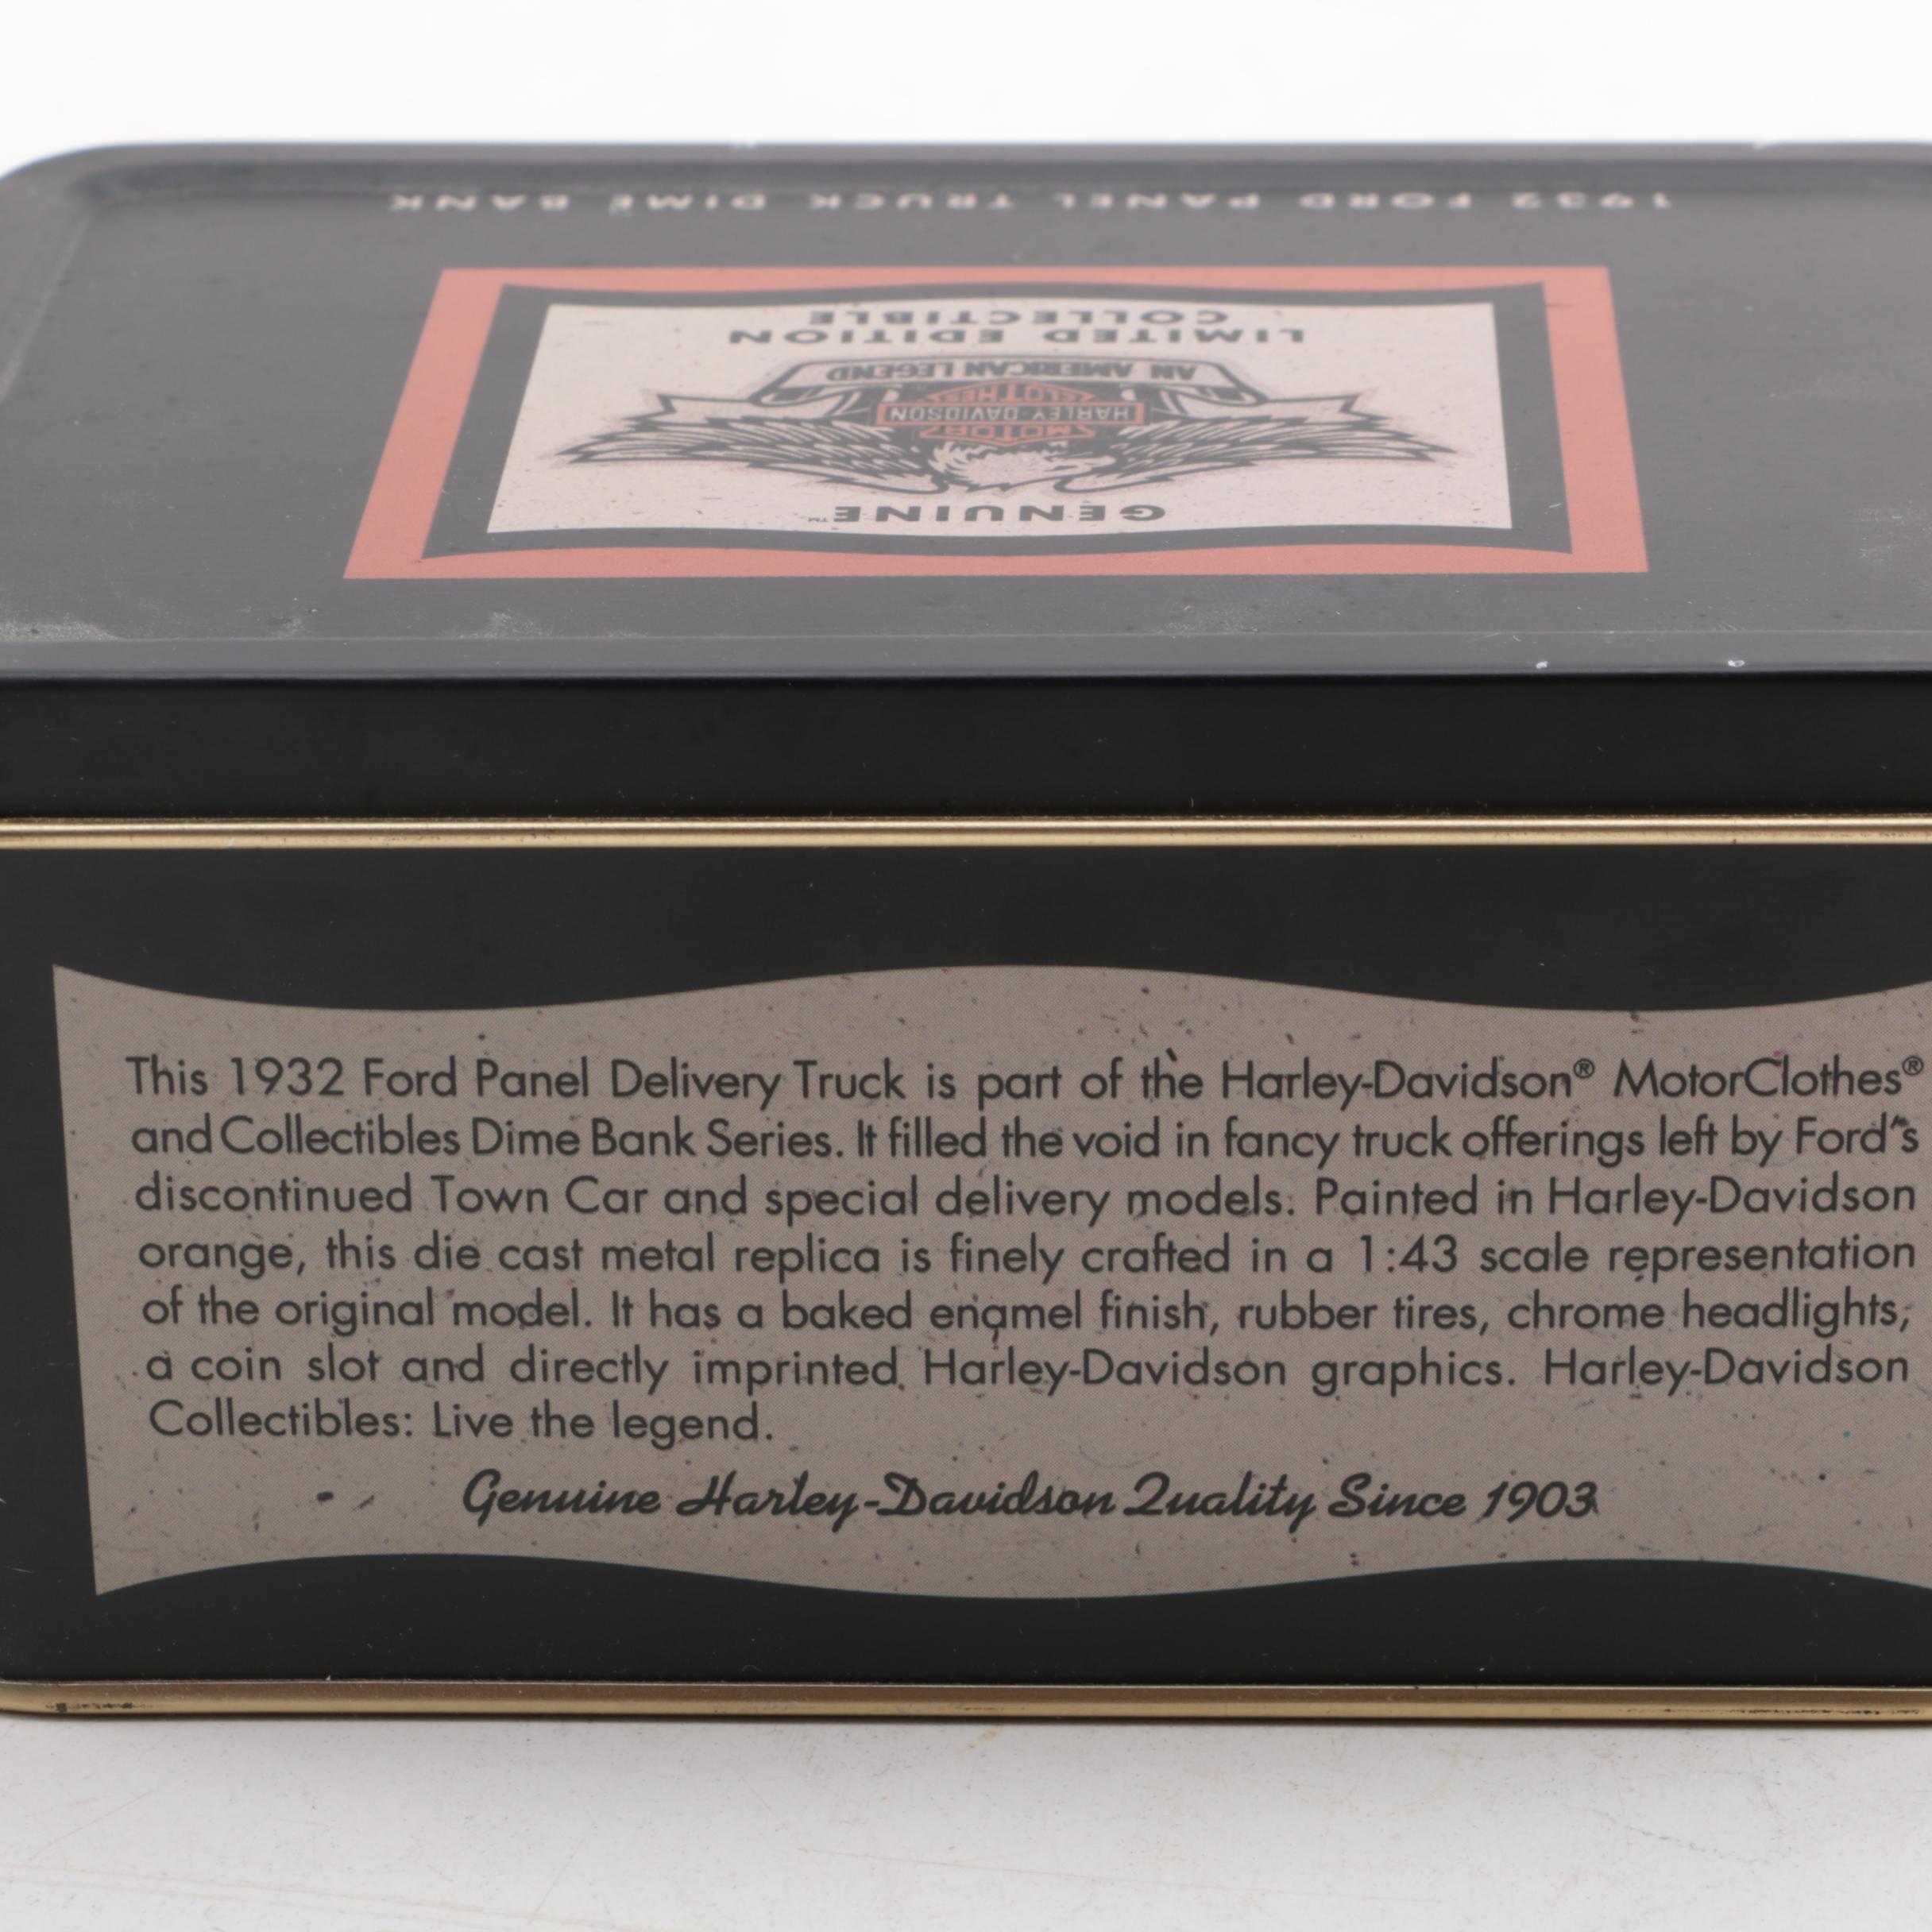 1932 FORD PANEL TRUCK DIME BANK
LIMITED EDITION
COLLECTIBLE
AN AMERICAN LEGEND
MOTOR
HARLEY-DAVIDSON
CLOTHES
GENUINE™
This 1932 Ford Panel Delivery Truck is part of the Harley-Davidson® MotorClothes®
and Collectibles Dime Bank Series. It filled the void in fancy truck offerings left by Ford's
discontinued Town Car and special delivery models. Painted in Harley-Davidson
orange, this die cast metal replica is finely crafted in a 1:43 scale representation
of the original model. It has a baked enamel finish, rubber tires, chrome headlights,
a coin slot and directly imprinted Harley-Davidson graphics. Harley-Davidson
Collectibles: Live the legend.
Genuine Harley-Davidson Quality Since 1903